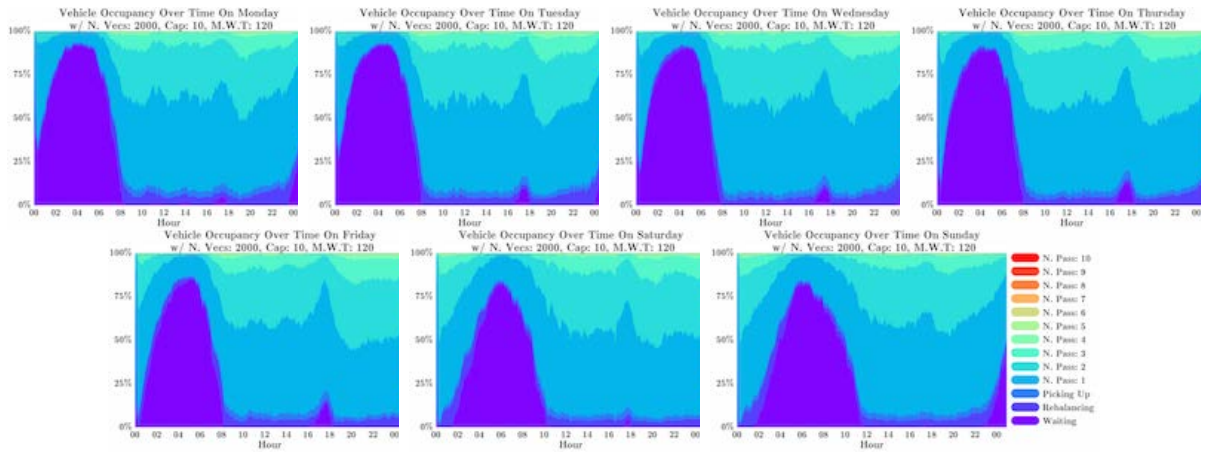 Vehicle Occupancy Over Time On Monday
w/ N. Vecs: 2000, Cap: 10, M.W.T: 120
100%
75%
50%
25%
0%
00 02 04 06 08 10 12 14 16 18 20 22 00
Hour
Vehicle Occupancy Over Time On Tuesday
w/ N. Vecs: 2000, Cap: 10, M.W.T: 120
100%
75%
50%
25%
0%
00 02 04 06 08 10 12 14 16 18 20 22 00
Hour
Vehicle Occupancy Over Time On Wednesday
w/ N. Vecs: 2000, Cap: 10, M.W.T: 120
100%
75%
50%
25%
0%
00 02 04 06 08 10 12 14 16 18 20 22 00
Hour
Vehicle Occupancy Over Time On Thursday
w/ N. Vecs: 2000, Cap: 10, M.W.T: 120
100%
75%
50%
25%
0%
00 02 04 06 08 10 12 14 16 18 20 22 00
Hour
Vehicle Occupancy Over Time On Friday
w/ N. Vecs: 2000, Cap: 10, M.W.T: 120
100%
75%
50%
25%
0%
00 02 04 06 08 10 12 14 16 18 20 22 00
Hour
Vehicle Occupancy Over Time On Saturday
w/ N. Vecs: 2000, Cap: 10, M.W.T: 120
100%
75%
50%
25%
0%
00 02 04 06 08 10 12 14 16 18 20 22 00
Hour
Vehicle Occupancy Over Time On Sunday
w/ N. Vecs: 2000, Cap: 10, M.W.T: 120
100%
75%
50%
25%
0%
00 02 04 06 08 10 12 14 16 18 20 22 00
Hour
N. Pass: 10
N. Pass: 9
N. Pass: 8
N. Pass: 7
N. Pass: 6
N. Pass: 5
N. Pass: 4
N. Pass: 3
N. Pass: 2
N. Pass: 1
Picking Up
Rebalancing
Waiting